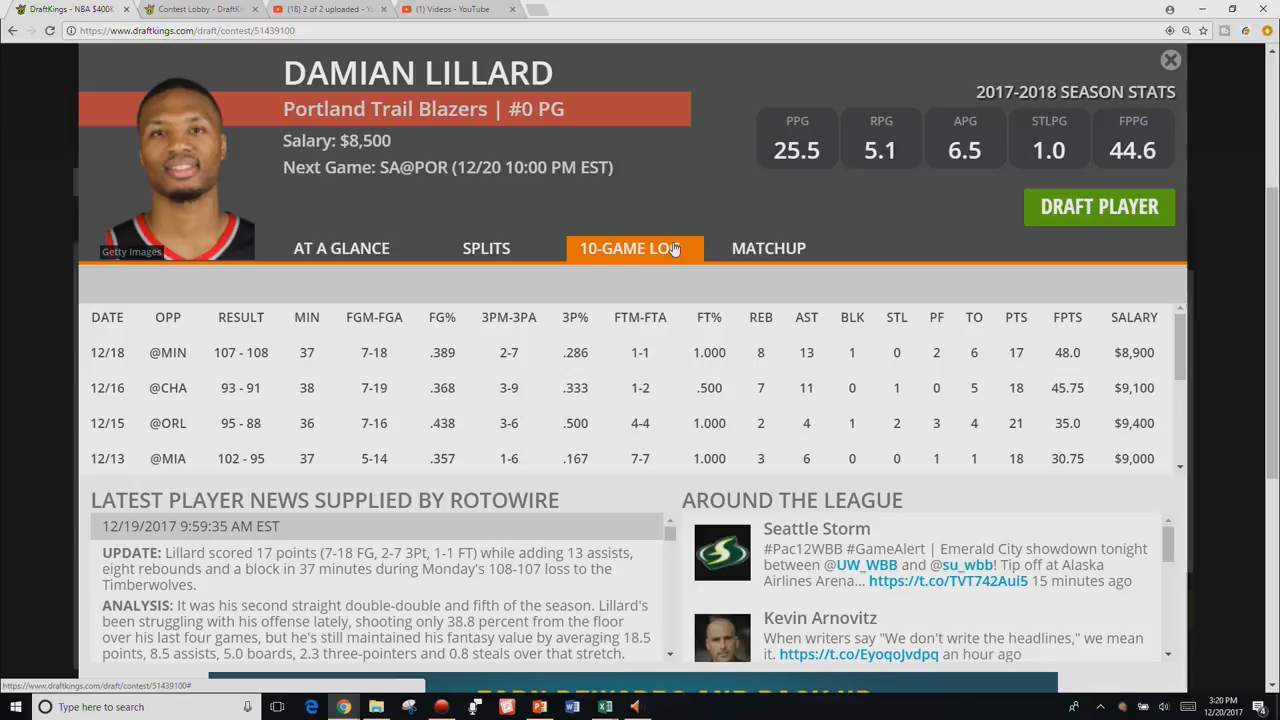 DraftKings - NBA $400K
Contest Lobby - DraftKi
(18) 2 of 2 uploaded - Y
(1) Videos - YouTube
https://www.draftkings.com/draft/contest/51439100
DAMIAN LILLARD
Portland Trail Blazers | #0 PG
Salary: $8,500
Next Game: SA@POR (12/20 10:00 PM EST)
Getty Images
2017-2018 SEASON STATS
PPG RPG APG STLPG FPPG
25.5 5.1 6.5 1.0 44.6
DRAFT PLAYER
AT A GLANCE SPLITS 10-GAME LOG MATCHUP
DATE OPP RESULT MIN FGM-FGA FG% 3PM-3PA 3P% FTM-FTA FT% REB AST BLK STL PF TO PTS FPTS SALARY
12/18 @MIN 107 - 108 37 7-18 .389 2-7 .286 1-1 1.000 8 13 1 0 2 6 17 48.0 $8,900
12/16 @CHA 93 - 91 38 7-19 .368 3-9 .333 1-2 .500 7 11 0 1 0 5 18 45.75 $9,100
12/15 @ORL 95 - 88 36 7-16 .438 3-6 .500 4-4 1.000 2 4 1 2 3 4 21 35.0 $9,400
12/13 @MIA 102 - 95 37 5-14 .357 1-6 .167 7-7 1.000 3 6 0 0 1 1 18 30.75 $9,000
LATEST PLAYER NEWS SUPPLIED BY ROTOWIRE
12/19/2017 9:59:35 AM EST
UPDATE: Lillard scored 17 points (7-18 FG, 2-7 3Pt, 1-1 FT) while adding 13 assists,
eight rebounds and a block in 37 minutes during Monday's 108-107 loss to the
Timberwolves.
ANALYSIS: It was his second straight double-double and fifth of the season. Lillard's
been struggling with his offense lately, shooting only 38.8 percent from the floor
over his last four games, but he's still maintained his fantasy value by averaging 18.5
points, 8.5 assists, 5.0 boards, 2.3 three-pointers and 0.8 steals over that stretch.
AROUND THE LEAGUE
Seattle Storm
#Pac12WBB #GameAlert | Emerald City showdown tonight
between @UW_WBB and @su_wbb! Tip off at Alaska
Airlines Arena... https://t.co/TVT742Aui5 15 minutes ago
Kevin Arnovitz
When writers say "We don't write the headlines," we mean
it. https://t.co/EyoqoJvdpq an hour ago
https://www.draftkings.com/draft/contest/51439100#
Type here to search
3:20 PM
12/20/2017
4